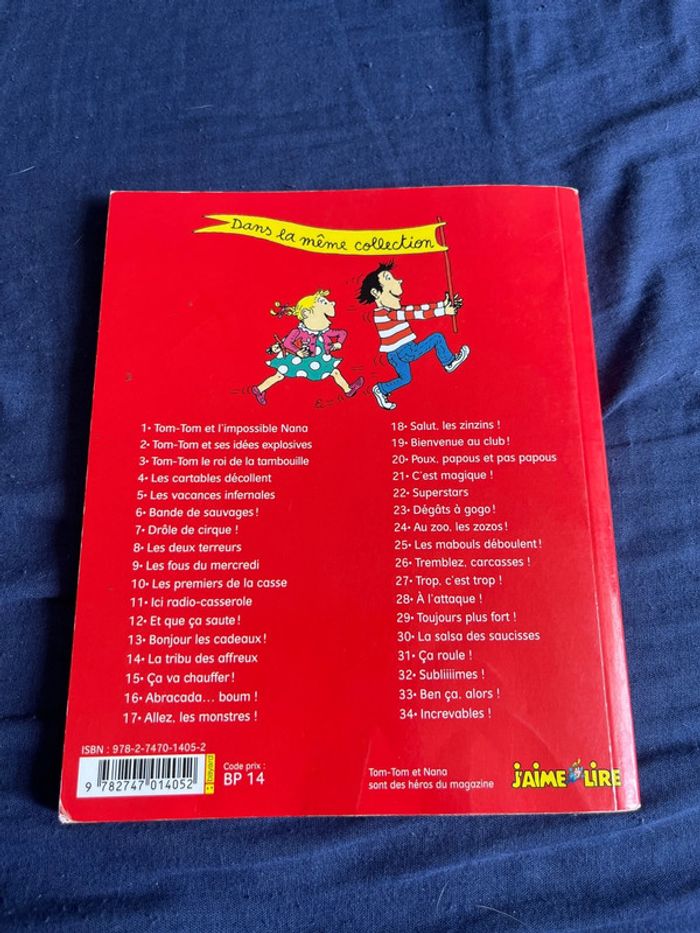 Dans la même collection
1• Tom-Tom et l'impossible Nana
2• Tom-Tom et ses idées explosives
3• Tom-Tom le roi de la tambouille
4• Les cartables décollent
5• Les vacances infernales
6• Bande de sauvages !
7• Drôle de cirque !
8• Les deux terreurs
9• Les fous du mercredi
10• Les premiers de la casse
11• Ici radio-casserole
12• Et que ça saute !
13• Bonjour les cadeaux !
14• La tribu des affreux
15• Ça va chauffer !
16• Abracada... boum !
17• Allez, les monstres !
18• Salut, les zinzins !
19• Bienvenue au club !
20• Poux, papous et pas papous
21• C'est magique !
22• Superstars
23• Dégâts à gogo !
24• Au zoo, les zozos !
25• Les mabouls déboulent !
26• Tremblez, carcasses !
27• Trop, c'est trop !
28• À l'attaque !
29• Toujours plus fort !
30• La salsa des saucisses
31• Ça roule !
32• Subliiiimes !
33• Ben ça, alors !
34• Increvables !
ISBN : 978-2-7470-1405-2
9 782747 014052
bayard
Code prix :
BP 14
Tom-Tom et Nana
sont des héros du magazine
J'AIME LIRE